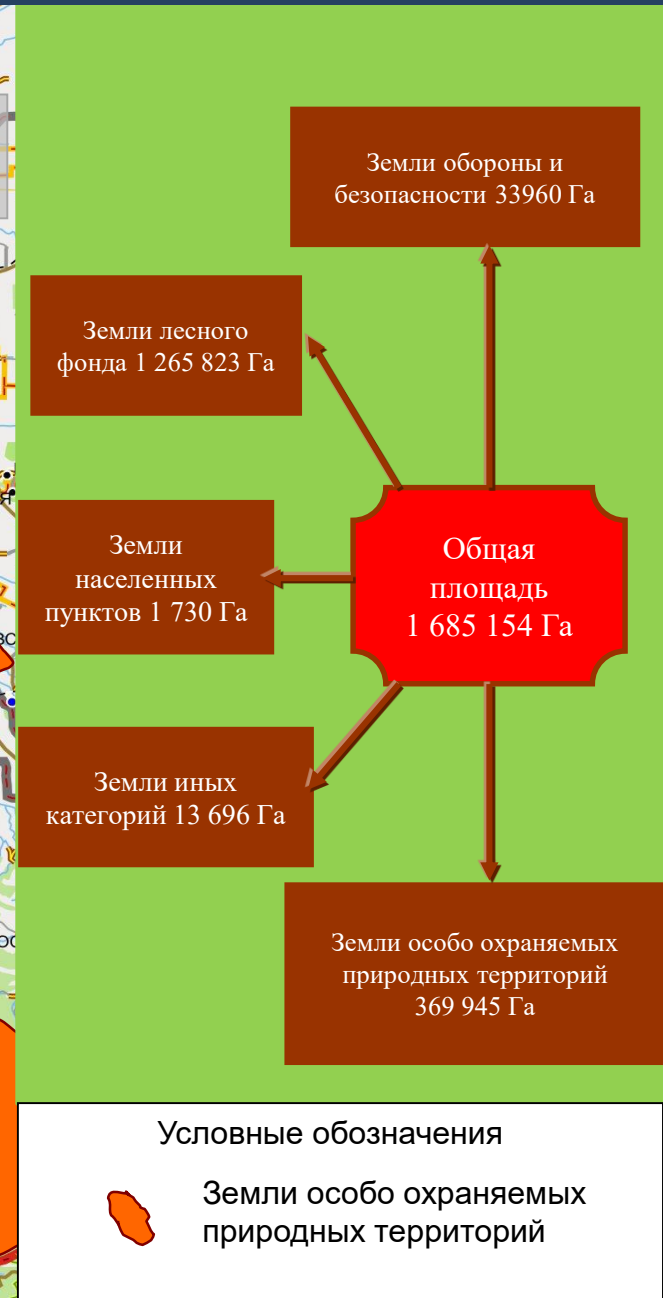 Земли обороны и
безопасности 33960 Га
Земли лесного
фонда 1 265 823 Га
Земли
населенных
пунктов 1 730 Га
Общая
площадь
1 685 154 Га
Земли иных
категорий 13 696 Га
Земли особо охраняемых
природных территорий
369 945 Га
Условные обозначения
Земли особо охраняемых
природных территорий